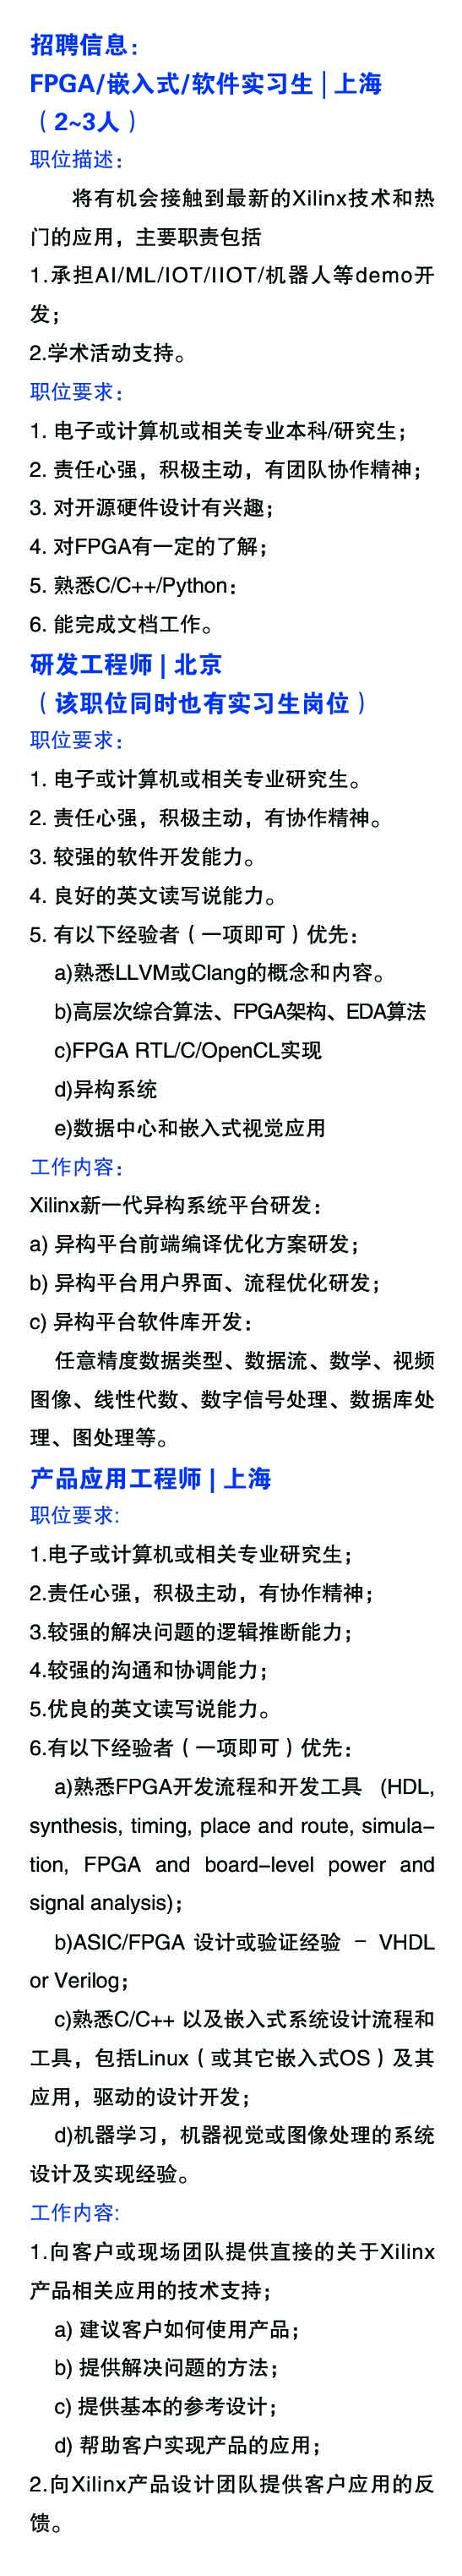 招聘信息：
FPGA/嵌入式/软件实习生 | 上海
（2~3人）
职位描述：
将有机会接触到最新的Xilinx技术和热
门的应用，主要职责包括
1.承担AI/ML/IOT/IIOT/机器人等demo开
发；
2.学术活动支持。
职位要求：
1. 电子或计算机或相关专业本科/研究生；
2. 责任心强，积极主动，有团队协作精神；
3. 对开源硬件设计有兴趣；
4. 对FPGA有一定的了解；
5. 熟悉C/C++/Python：
6. 能完成文档工作。
研发工程师 | 北京
（该职位同时也有实习生岗位）
职位要求：
1. 电子或计算机或相关专业研究生。
2. 责任心强，积极主动，有协作精神。
3. 较强的软件开发能力。
4. 良好的英文读写说能力。
5. 有以下经验者（一项即可）优先：
a)熟悉LLVM或Clang的概念和内容。
b)高层次综合算法、FPGA架构、EDA算法
c)FPGA RTL/C/OpenCL实现
d)异构系统
e)数据中心和嵌入式视觉应用
工作内容：
Xilinx新一代异构系统平台研发：
a) 异构平台前端编译优化方案研发；
b) 异构平台用户界面、流程优化研发；
c) 异构平台软件库开发：
任意精度数据类型、数据流、数学、视频
图像、线性代数、数字信号处理、数据库处
理、图处理等。
产品应用工程师 | 上海
职位要求:
1.电子或计算机或相关专业研究生；
2.责任心强，积极主动，有协作精神；
3.较强的解决问题的逻辑推断能力；
4.较强的沟通和协调能力；
5.优良的英文读写说能力。
6.有以下经验者（一项即可）优先：
a)熟悉FPGA开发流程和开发工具 (HDL,
synthesis, timing, place and route, simula-
tion, FPGA and board-level power and
signal analysis)；
b)ASIC/FPGA 设计或验证经验 – VHDL
or Verilog；
c)熟悉C/C++ 以及嵌入式系统设计流程和
工具，包括Linux（或其它嵌入式OS）及其
应用，驱动的设计开发；
d)机器学习，机器视觉或图像处理的系统
设计及实现经验。
工作内容:
1.向客户或现场团队提供直接的关于Xilinx
产品相关应用的技术支持；
a) 建议客户如何使用产品；
b) 提供解决问题的方法；
c) 提供基本的参考设计；
d) 帮助客户实现产品的应用；
2.向Xilinx产品设计团队提供客户应用的反
馈。